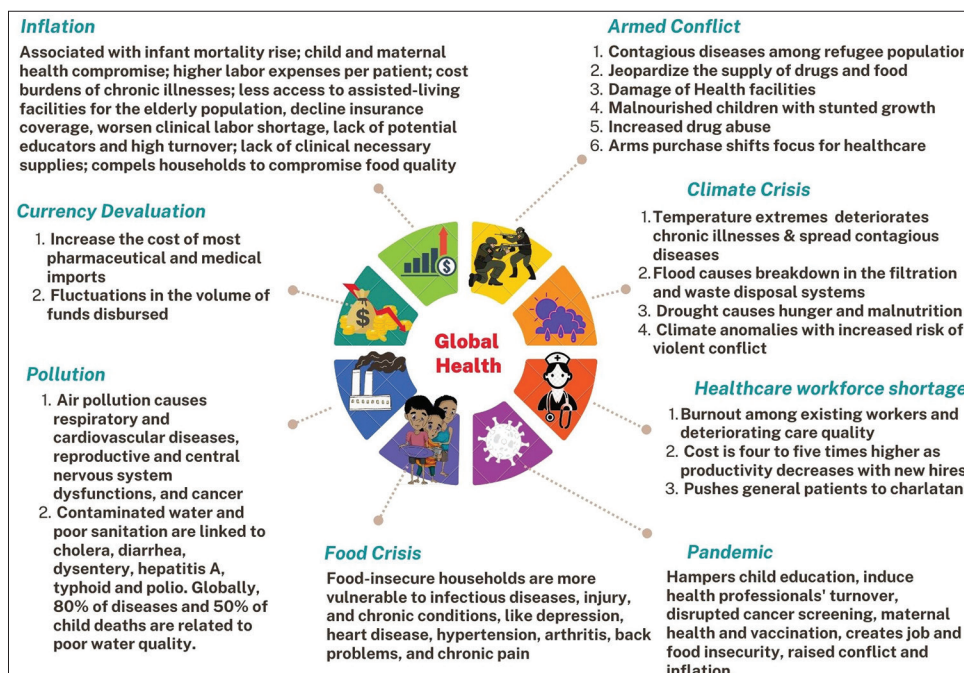 Inflation
Associated with infant mortality rise; child and maternal
health compromise; higher labor expenses per patient; cost
burdens of chronic illnesses; less access to assisted-living
facilities for the elderly population, decline insurance
coverage, worsen clinical labor shortage, lack of potential
educators and high turnover; lack of clinical necessary
supplies; compels households to compromise food quality
Currency Devaluation
1. Increase the cost of most
pharmaceutical and medical
imports
2. Fluctuations in the volume of
funds disbursed
Pollution
1. Air pollution causes
respiratory and
cardiovascular diseases,
reproductive and central
nervous system
dysfunctions, and cancer
2. Contaminated water and
poor sanitation are linked to
cholera, diarrhea,
dysentery, hepatitis A,
typhoid and polio. Globally,
80% of diseases and 50% of
child deaths are related to
poor water quality.
$
$
Global
Health
Food Crisis
Food-insecure households are more
vulnerable to infectious diseases, injury,
and chronic conditions, like depression,
heart disease, hypertension, arthritis, back
problems, and chronic pain
Armed Conflict
1. Contagious diseases among refugee population
2. Jeopardize the supply of drugs and food
3. Damage of Health facilities
4. Malnourished children with stunted growth
5. Increased drug abuse
6. Arms purchase shifts focus for healthcare
Climate Crisis
1. Temperature extremes deteriorates
chronic illnesses & spread contagious
diseases
2. Flood causes breakdown in the filtration
and waste disposal systems
3. Drought causes hunger and malnutrition
4. Climate anomalies with increased risk of
violent conflict
Healthcare workforce shortage
1. Burnout among existing workers and
deteriorating care quality
2. Cost is four to five times higher as
productivity decreases with new hires
3. Pushes general patients to charlatan
Pandemic
Hampers child education, induce
health professionals' turnover,
disrupted cancer screening, maternal
health and vaccination, creates job and
food insecurity, raised conflict and
inflation